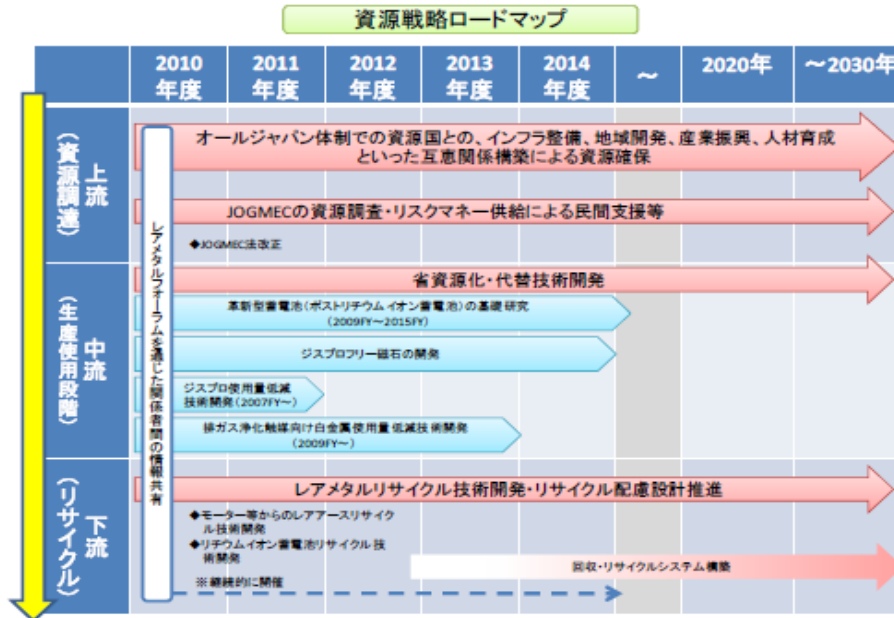 資源戦略ロードマップ
2010
年度
2011
年度
2012
年度
2013
年度
2014
年度
～
2020年
～2030年
上流
(資源調達)
オールジャパン体制での資源国との、インフラ整備、地域開発、産業振興、人材育成
といった互恵関係構築による資源確保
JOGMECの資源調査・リスクマネー供給による民間支援等
◆JOGMEC法改正
レアメタルフォーラムを通じた関係者間の情報共有
中流
(生産使用段階)
省資源化・代替技術開発
革新型蓄電池(ポストリチウムイオン蓄電池)の基礎研究
(2009FY～2015FY)
ジスプロフリー磁石の開発
ジスプロ使用量低減
技術開発(2007FY～)
排ガス浄化触媒向け白金属使用量低減技術開発
(2009FY～)
下流
(リサイクル)
レアメタルリサイクル技術開発・リサイクル配慮設計推進
◆モーター等からのレアアースリサイク
ル技術開発
◆リチウムイオン蓄電池リサイクル技
術開発
回収・リサイクルシステム構築
※継続的に開催